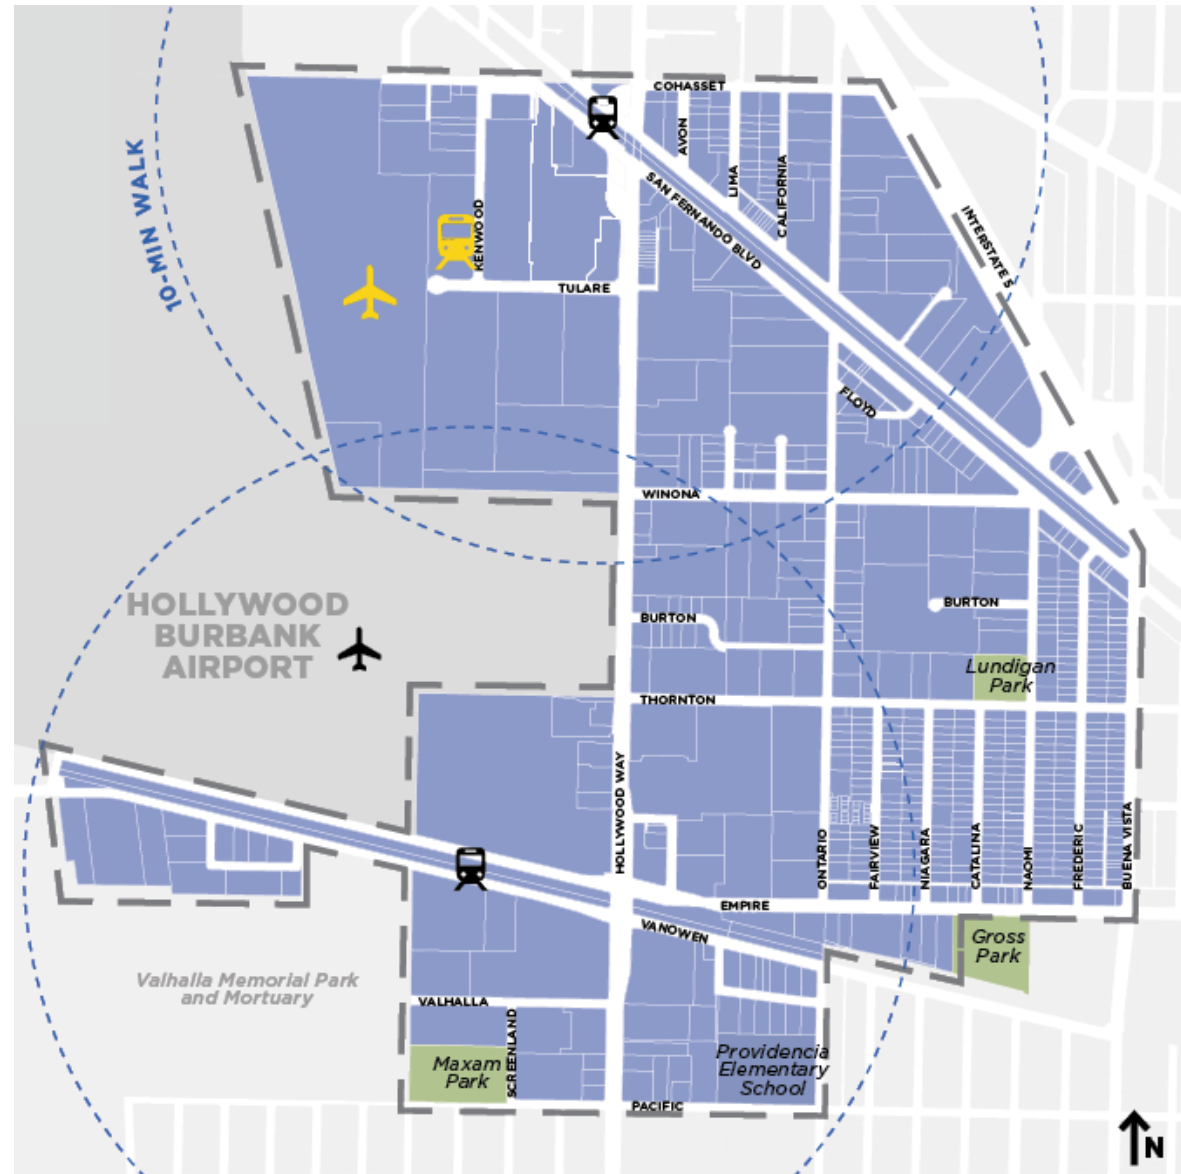 COHASSET
AVON
LIMA
CALIFORNIA
10-MIN WALK
SAN FERNANDO BLVD
INTERSTATE 5
KENWOOD
TULARE
FLOYD
WINONA
HOLLYWOOD
BURBANK
AIRPORT
BURTON
BURTON
Lundigan
Park
THORNTON
HOLLYWOOD WAY
ONTARIO
FAIRVIEW
NIAGARA
CATALINA
NAOMI
FREDERIC
BUENA VISTA
EMPIRE
VANOWEN
Gross
Park
Valhalla Memorial Park
and Mortuary
VALHALLA
SCREENLAND
Maxam
Park
Providencia
Elementary
School
PACIFIC
N